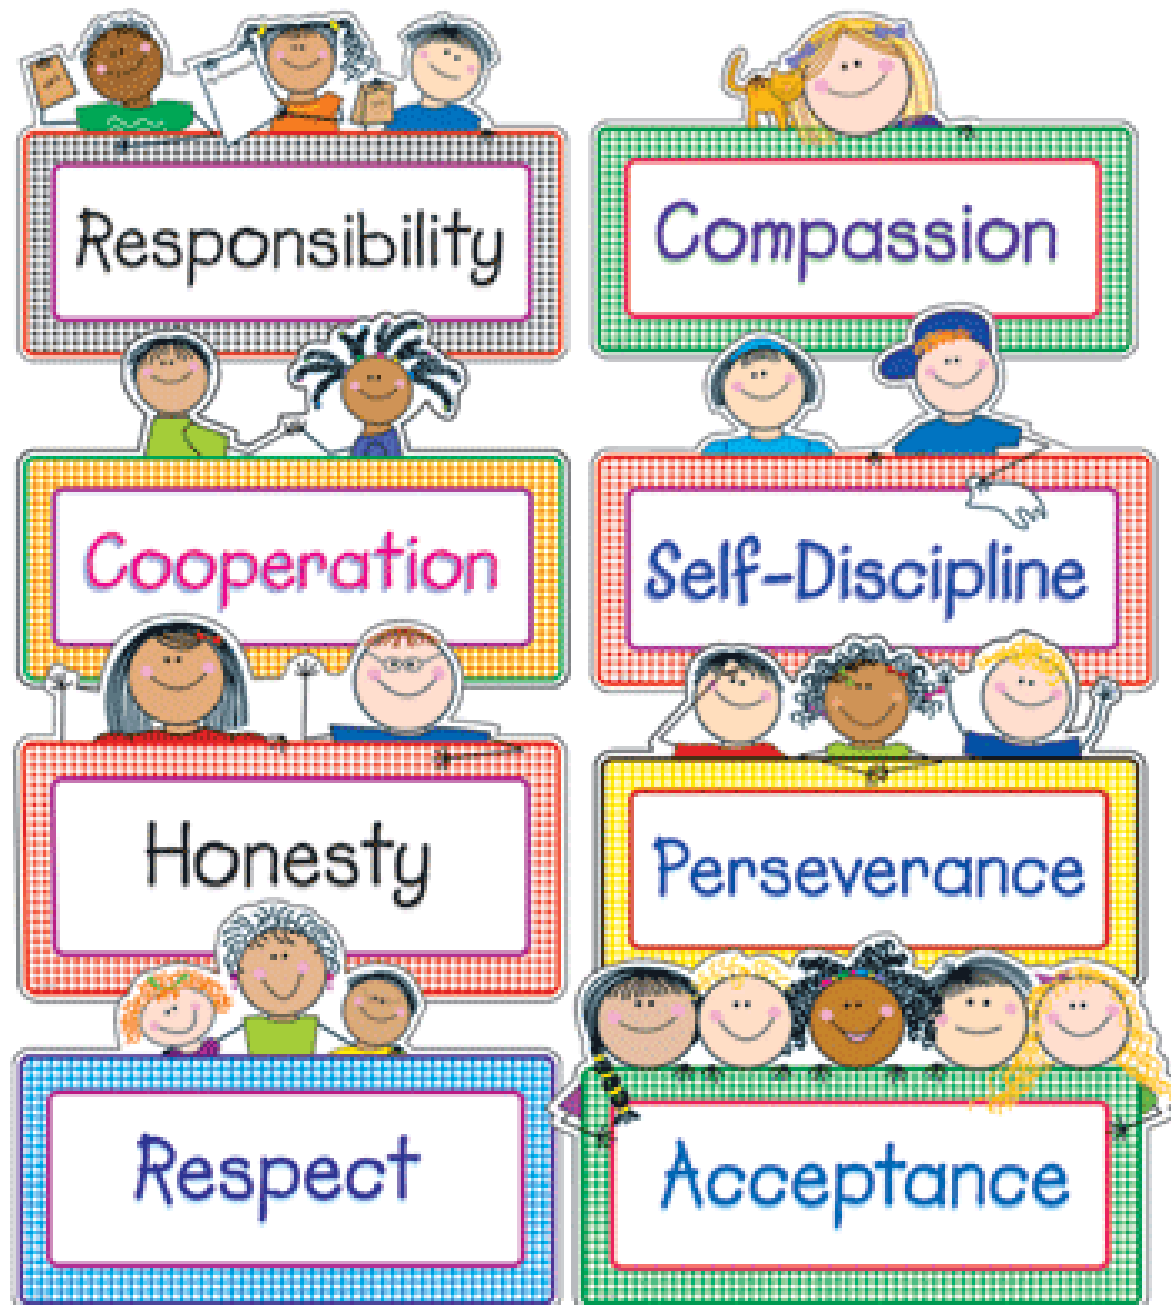 Responsibility
Compassion
Cooperation
Self-Discipline
Honesty
Perseverance
Respect
Acceptance